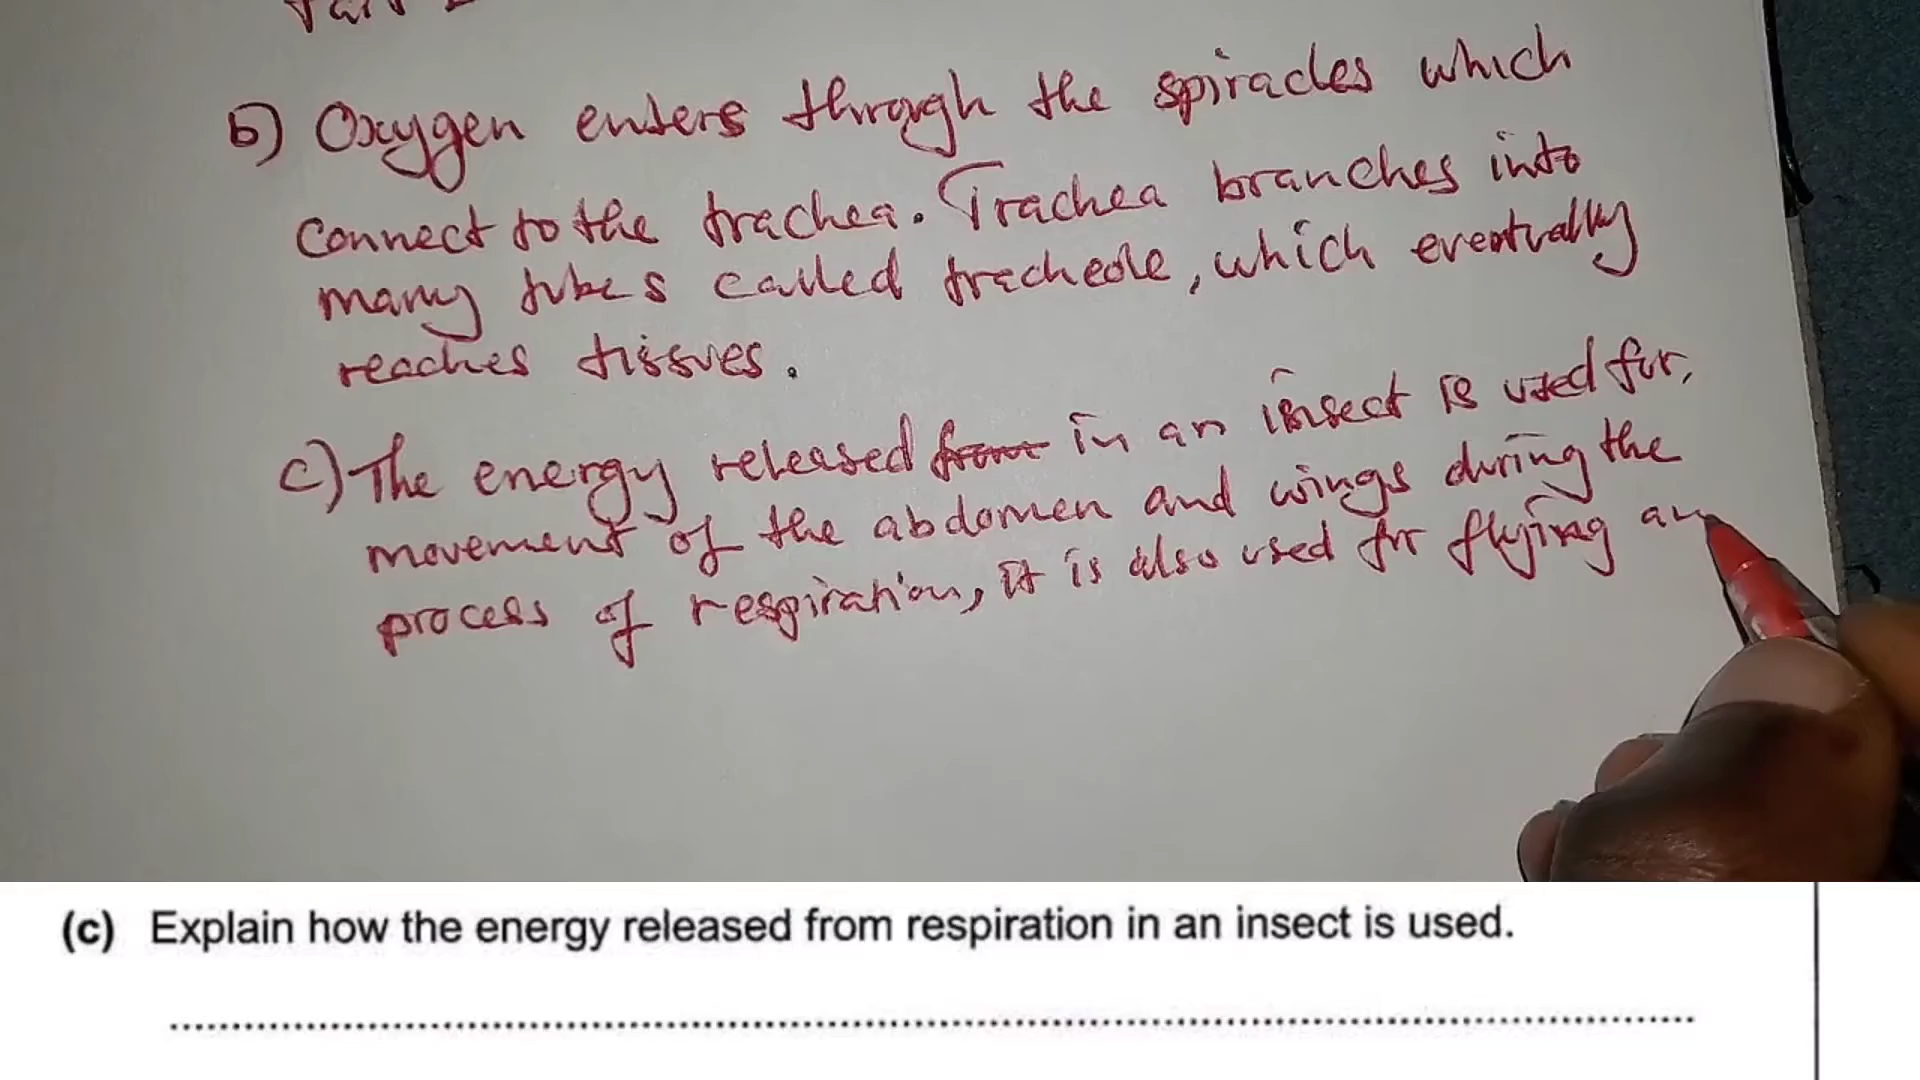 b) Oxygen enters through the spiracles which
connect to the trachea. Trachea branches into
many tubes called tracheole, which eventually
reaches tissues.
c) The energy released from in an insect is used for,
movement of the abdomen and wings during the
process of respiration, it is also used for flying an
(c) Explain how the energy released from respiration in an insect is used.